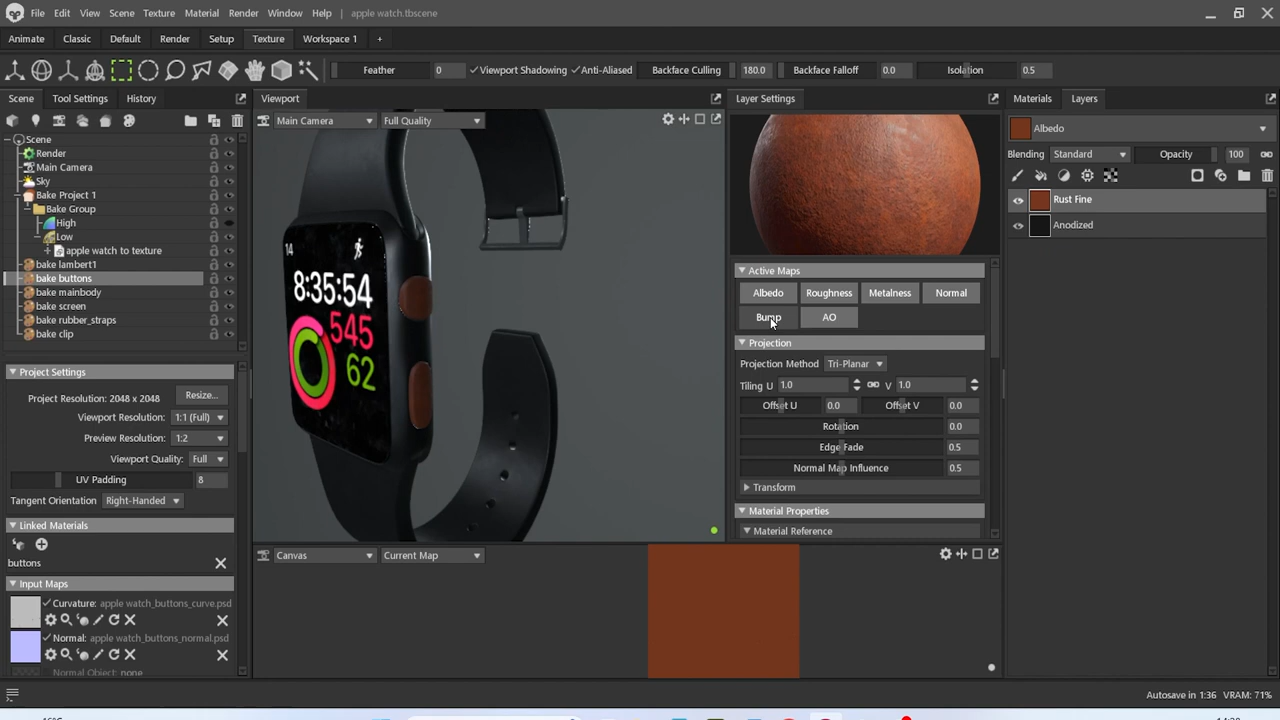 File Edit View Scene Texture Material Render Window Help apple watch.tbscene
Animate Classic Default Render Setup Texture Workspace 1 +
Feather 0 Viewport Shadowing Anti-Aliased Backface Culling 180.0 Backface Falloff 0.0 Isolation 0.5
Scene Tool Settings History
Viewport
Layer Settings
Materials Layers
Main Camera Full Quality
Albedo
Blending Standard Opacity 100
Rust Fine
Anodized
Scene
Render
Main Camera
Sky
Bake Project 1
Bake Group
High
Low
apple watch to texture
bake lambert1
bake buttons
bake mainbody
bake screen
bake rubber_straps
bake clip
14
8:35:54
545
62
Active Maps
Albedo Roughness Metalness Normal
Bump AO
Projection
Projection Method Tri-Planar
Tiling U 1.0 V 1.0
Offset U 0.0 Offset V 0.0
Rotation 0.0
Edge Fade 0.5
Normal Map Influence 0.5
Transform
Material Properties
Material Reference
Project Settings
Project Resolution: 2048 x 2048 Resize...
Viewport Resolution: 1:1 (Full)
Preview Resolution: 1:2
Viewport Quality: Full
UV Padding 8
Tangent Orientation Right-Handed
Linked Materials
buttons
Input Maps
Curvature: apple watch_buttons_curve.psd
Normal: apple watch_buttons_normal.psd
Normal Object: none
Canvas Current Map
Autosave in 1:36 VRAM: 71%